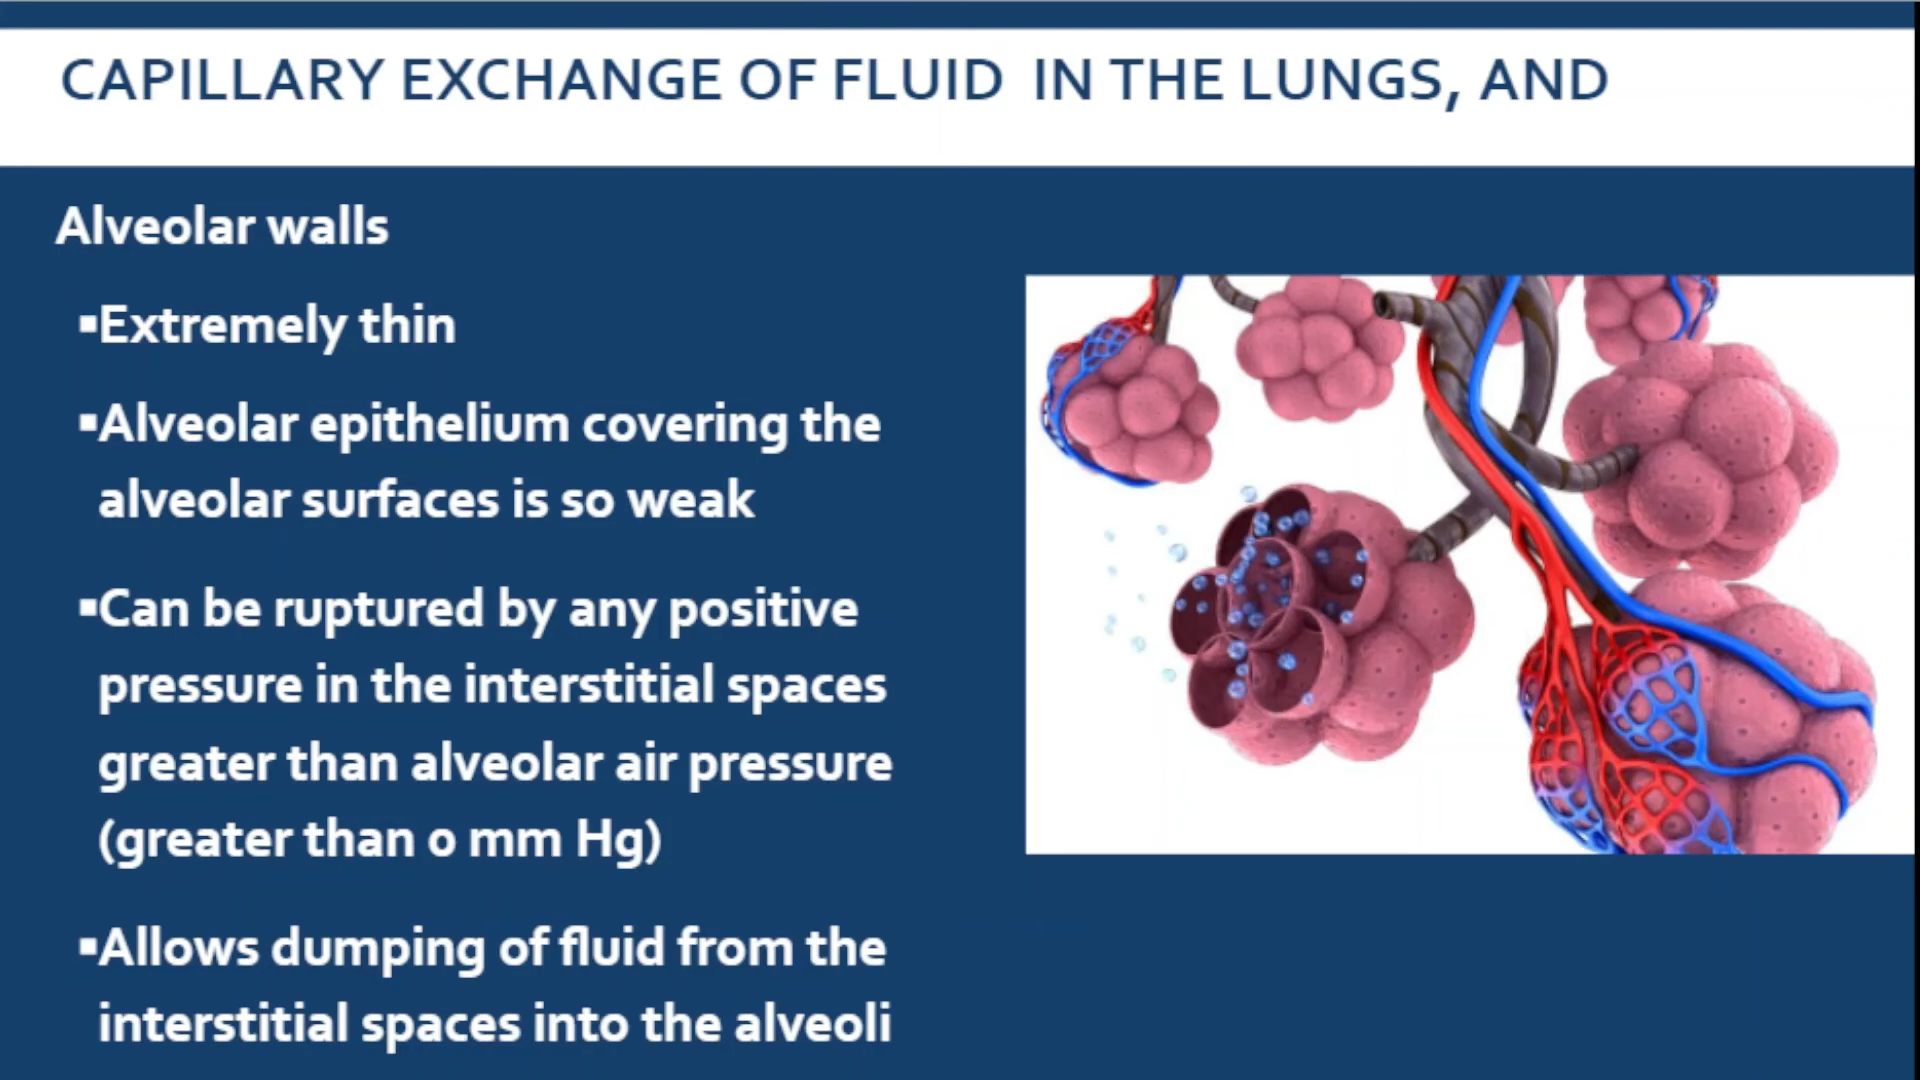 CAPILLARY EXCHANGE OF FLUID IN THE LUNGS, AND
Alveolar walls
▪Extremely thin
▪Alveolar epithelium covering the
alveolar surfaces is so weak
▪Can be ruptured by any positive
pressure in the interstitial spaces
greater than alveolar air pressure
(greater than 0 mm Hg)
▪Allows dumping of fluid from the
interstitial spaces into the alveoli